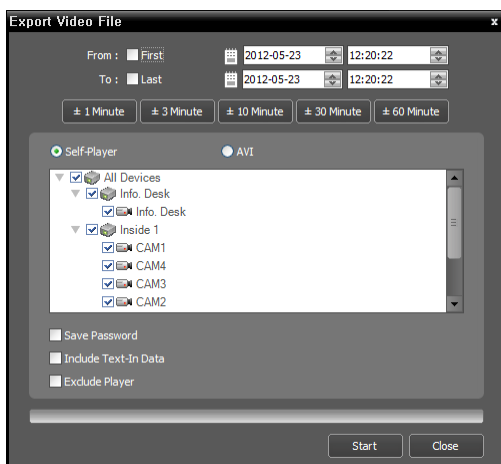 Export Video File x
From : First 2012-05-23 12:20:22
To : Last 2012-05-23 12:20:22
± 1 Minute ± 3 Minute ± 10 Minute ± 30 Minute ± 60 Minute
Self-Player AVI
All Devices
Info. Desk
Info. Desk
Inside 1
CAM1
CAM4
CAM3
CAM2
Save Password
Include Text-In Data
Exclude Player
Start Close